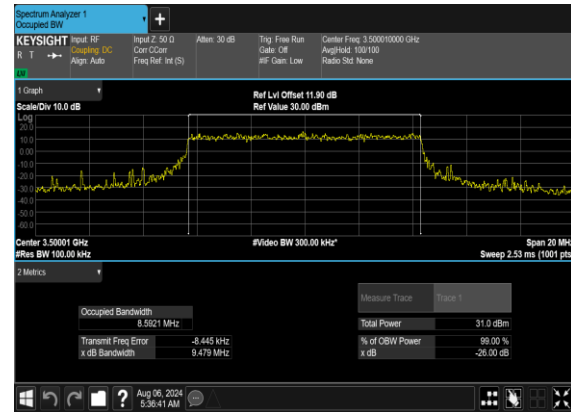 Spectrum Analyzer 1
Occupied BW
+
KEYSIGHT Input: RF Input Z: 50 Ω Atten: 30 dB Trig: Free Run Center Freq: 3.500010000 GHz
R T Coupling: DC Corr CCorr Gate: Off Avg|Hold: 100/100
Align: Auto Freq Ref: Int (S) #IF Gain: Low Radio Std: None
LXI
1 Graph
Ref Lvl Offset 11.90 dB
Scale/Div 10.0 dB Ref Value 30.00 dBm
Log
20.0
10.0
0.00
-10.0
-20.0
-30.0
-40.0
-50.0
-60.0
Center 3.50001 GHz #Video BW 300.00 kHz* Span 20 MHz
#Res BW 100.00 kHz Sweep 2.53 ms (1001 pts)
2 Metrics
Measure Trace Trace 1
Occupied Bandwidth
8.5921 MHz Total Power 31.0 dBm
Transmit Freq Error -8.445 kHz % of OBW Power 99.00 %
x dB Bandwidth 9.479 MHz x dB -26.00 dB
? Aug 06, 2024
5:36:41 AM